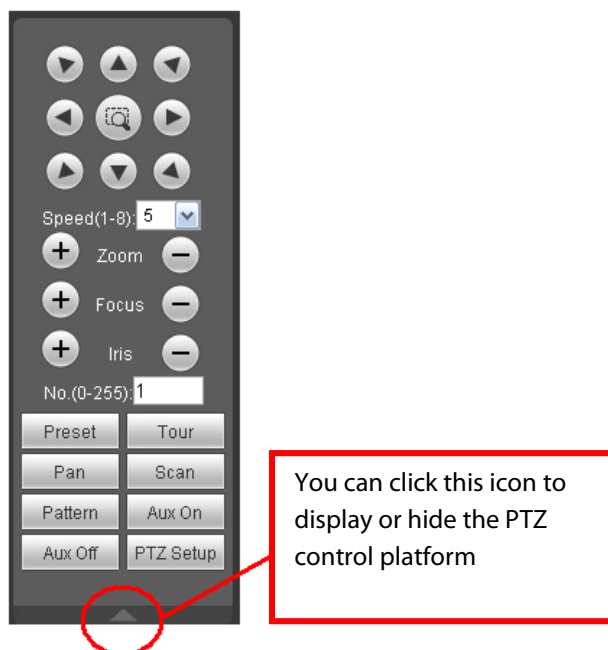 Speed(1-8): 5
Zoom
Focus
Iris
No.(0-255): 1
Preset Tour
Pan Scan
Pattern Aux On
Aux Off PTZ Setup
You can click this icon to
display or hide the PTZ
control platform